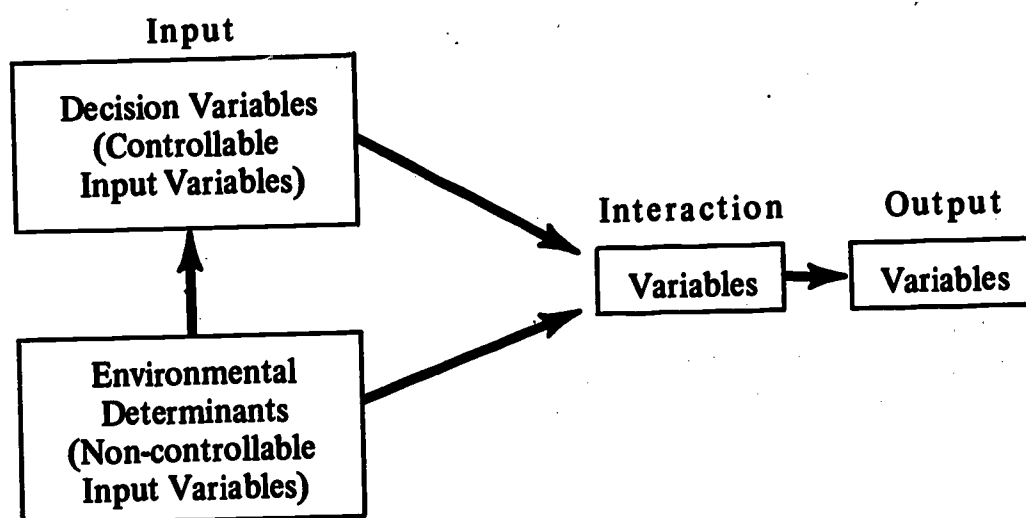 Input
Decision Variables
(Controllable
Input Variables)
Environmental
Determinants
(Non-controllable
Input Variables)
Interaction
Variables
Output
Variables